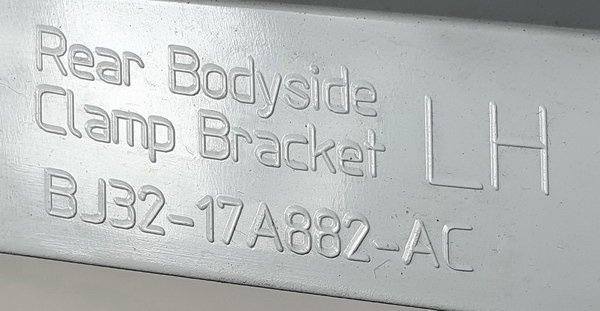 Rear Bodyside
Clamp Bracket LH
BJ32-17A882-AC